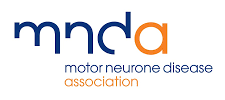 mnda
motor neurone disease
association